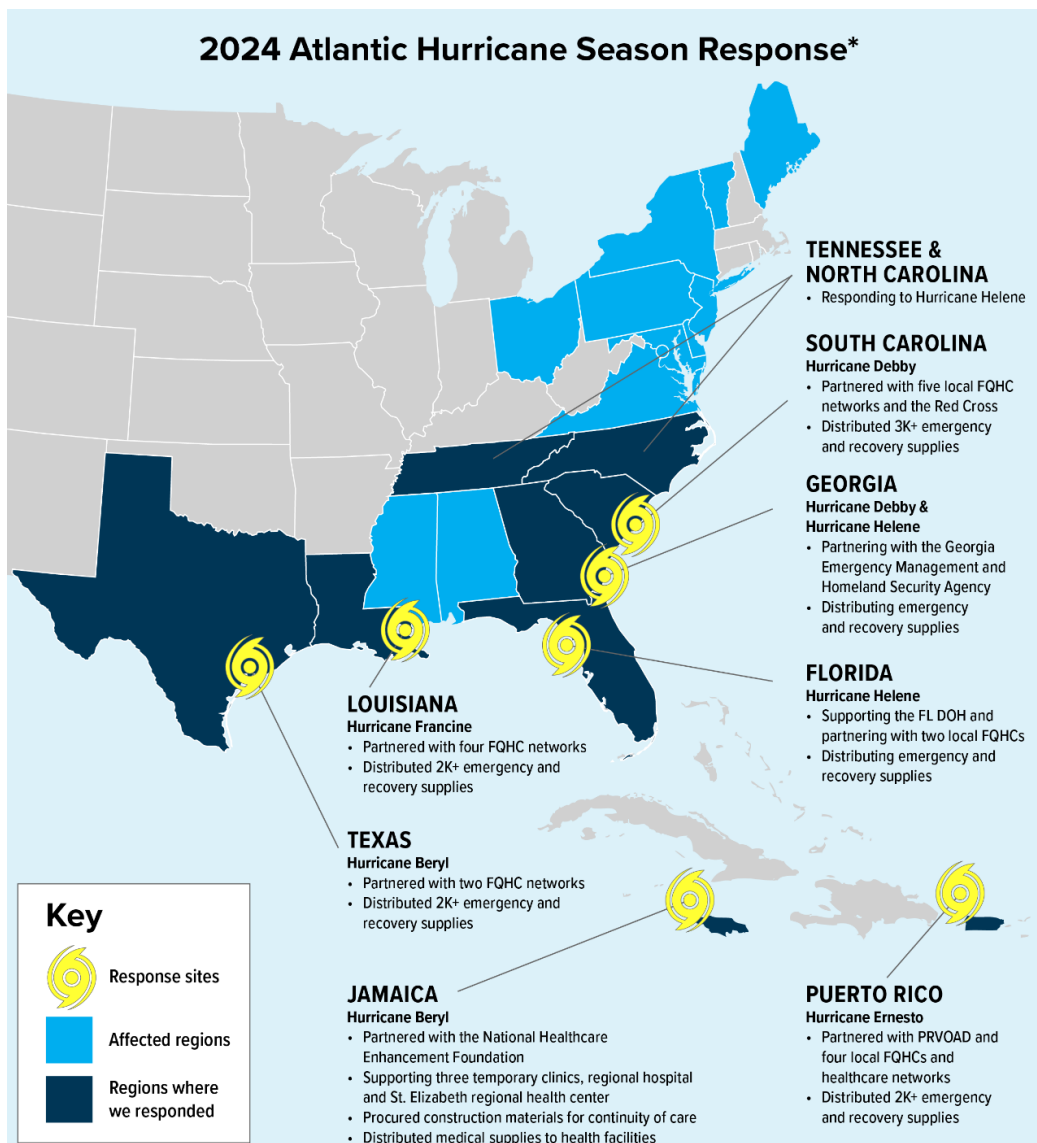 2024 Atlantic Hurricane Season Response*
TENNESSEE &
NORTH CAROLINA
• Responding to Hurricane Helene
SOUTH CAROLINA
Hurricane Debby
• Partnered with five local FQHC
networks and the Red Cross
• Distributed 3K+ emergency
and recovery supplies
GEORGIA
Hurricane Debby &
Hurricane Helene
• Partnering with the Georgia
Emergency Management and
Homeland Security Agency
• Distributing emergency
and recovery supplies
FLORIDA
Hurricane Helene
• Supporting the FL DOH and
partnering with two local FQHCs
• Distributing emergency and
recovery supplies
LOUISIANA
Hurricane Francine
• Partnered with four FQHC networks
• Distributed 2K+ emergency and
recovery supplies
TEXAS
Hurricane Beryl
• Partnered with two FQHC networks
• Distributed 2K+ emergency and
recovery supplies
Key
Response sites
Affected regions
Regions where
we responded
JAMAICA
Hurricane Beryl
• Partnered with the National Healthcare
Enhancement Foundation
• Supporting three temporary clinics, regional hospital
and St. Elizabeth regional health center
• Procured construction materials for continuity of care
• Distributed medical supplies to health facilities
PUERTO RICO
Hurricane Ernesto
• Partnered with PRVOAD and
four local FQHCs and
healthcare networks
• Distributed 2K+ emergency
and recovery supplies